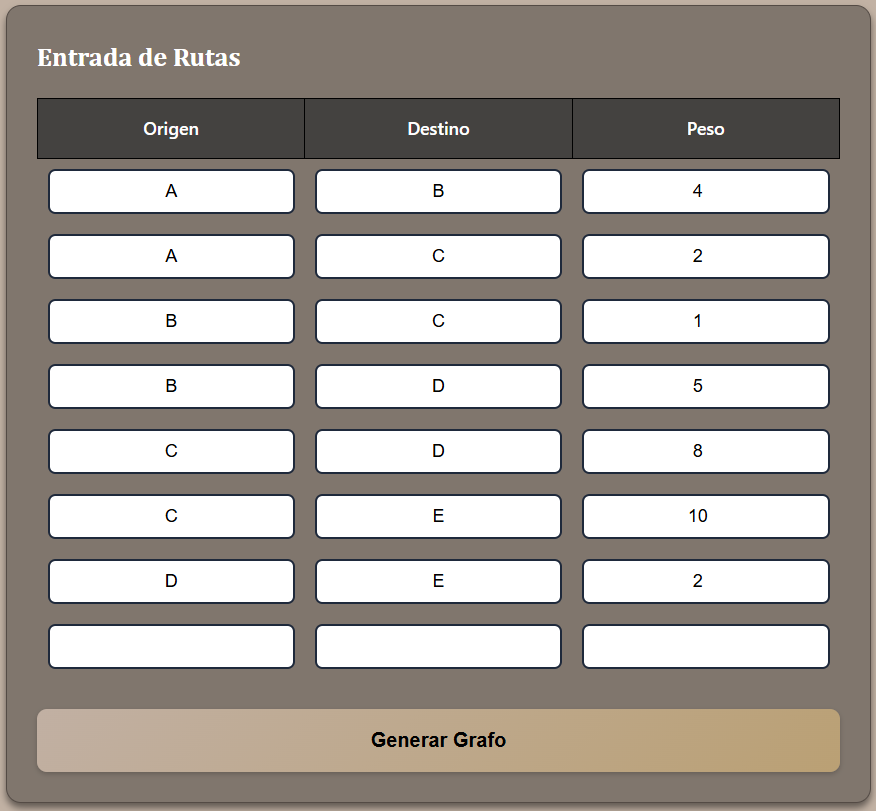 Entrada de Rutas
Origen Destino Peso
A B 4
A C 2
B C 1
B D 5
C D 8
C E 10
D E 2
Generar Grafo